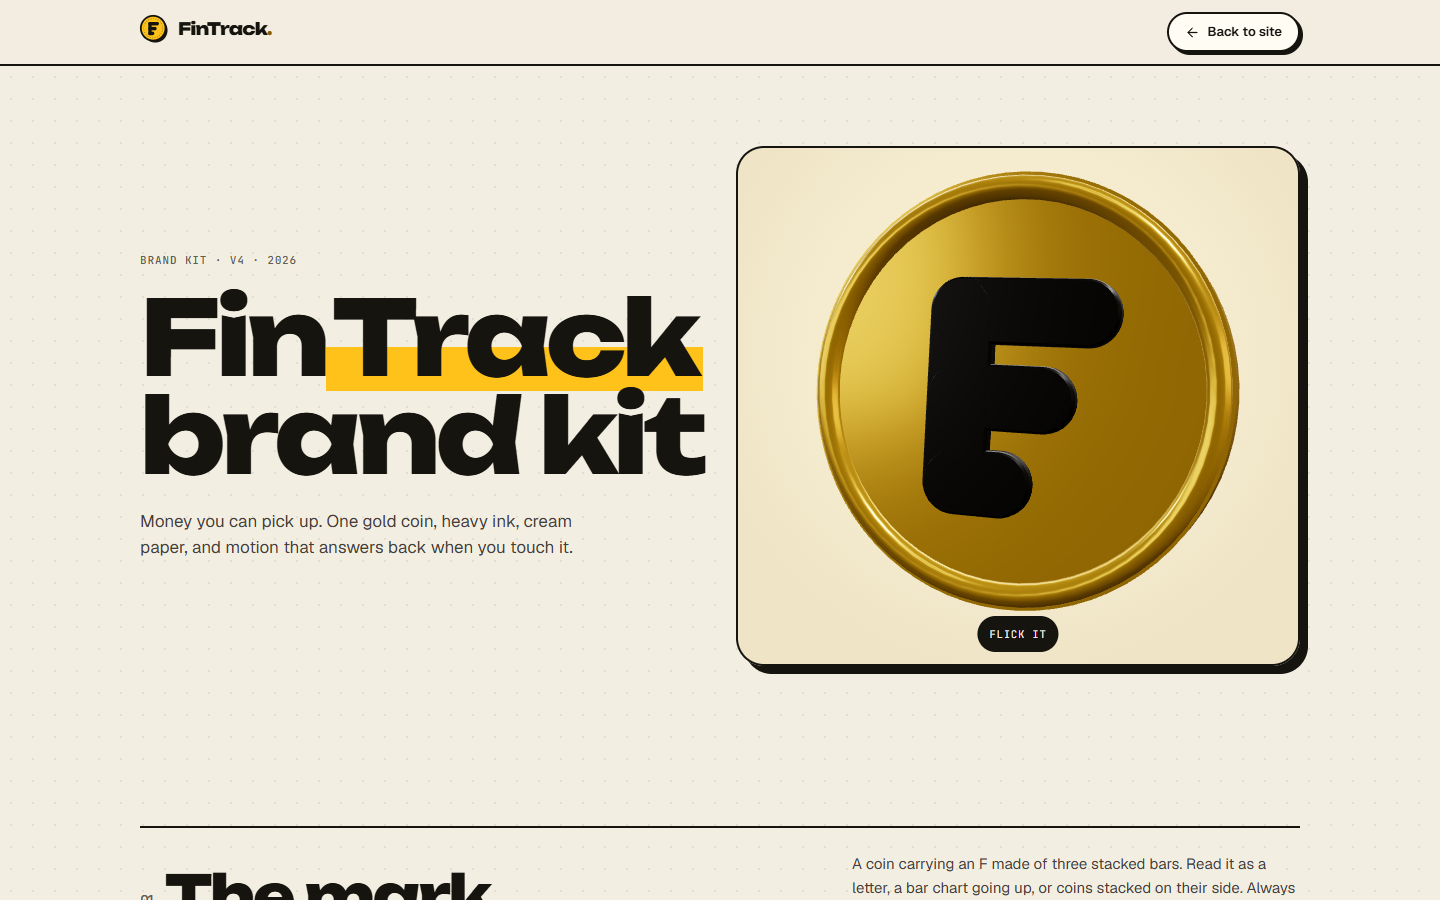 FinTrack.
← Back to site
BRAND KIT · V4 · 2026
FinTrack
brand kit
Money you can pick up. One gold coin, heavy ink, cream
paper, and motion that answers back when you touch it.
F
FLICK IT
01 The mark
A coin carrying an F made of three stacked bars. Read it as a
letter, a bar chart going up, or coins stacked on their side. Always